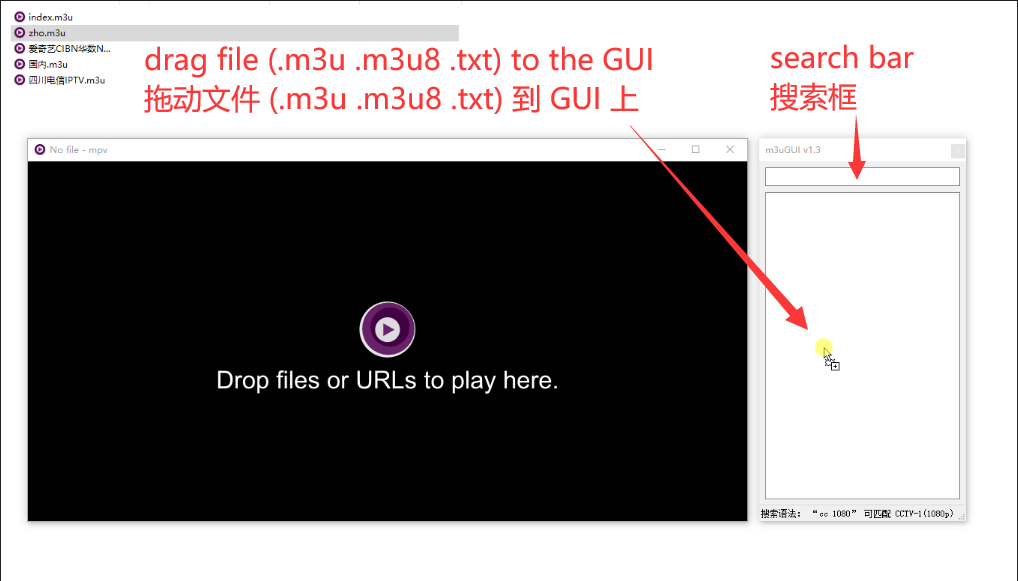 index.m3u
zho.m3u
爱奇艺CIBN华数N...
国内.m3u
四川电信IPTV.m3u
drag file (.m3u .m3u8 .txt) to the GUI
拖动文件 (.m3u .m3u8 .txt) 到 GUI 上
search bar
搜索框
No file - mpv
m3uGUI v1.3
Drop files or URLs to play here.
搜索语法： “cc 1080” 可匹配 CCTV-1(1080p)